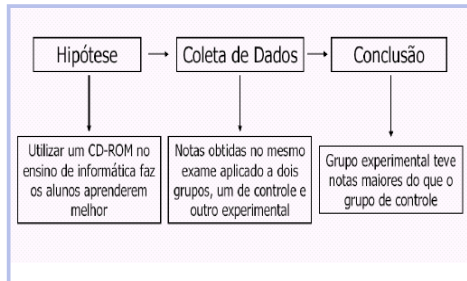 Hipótese
Coleta de Dados
Conclusão
Utilizar um CD-ROM no
ensino de informática faz
os alunos aprenderem
melhor
Notas obtidas no mesmo
exame aplicado a dois
grupos, um de controle e
outro experimental
Grupo experimental teve
notas maiores do que o
grupo de controle